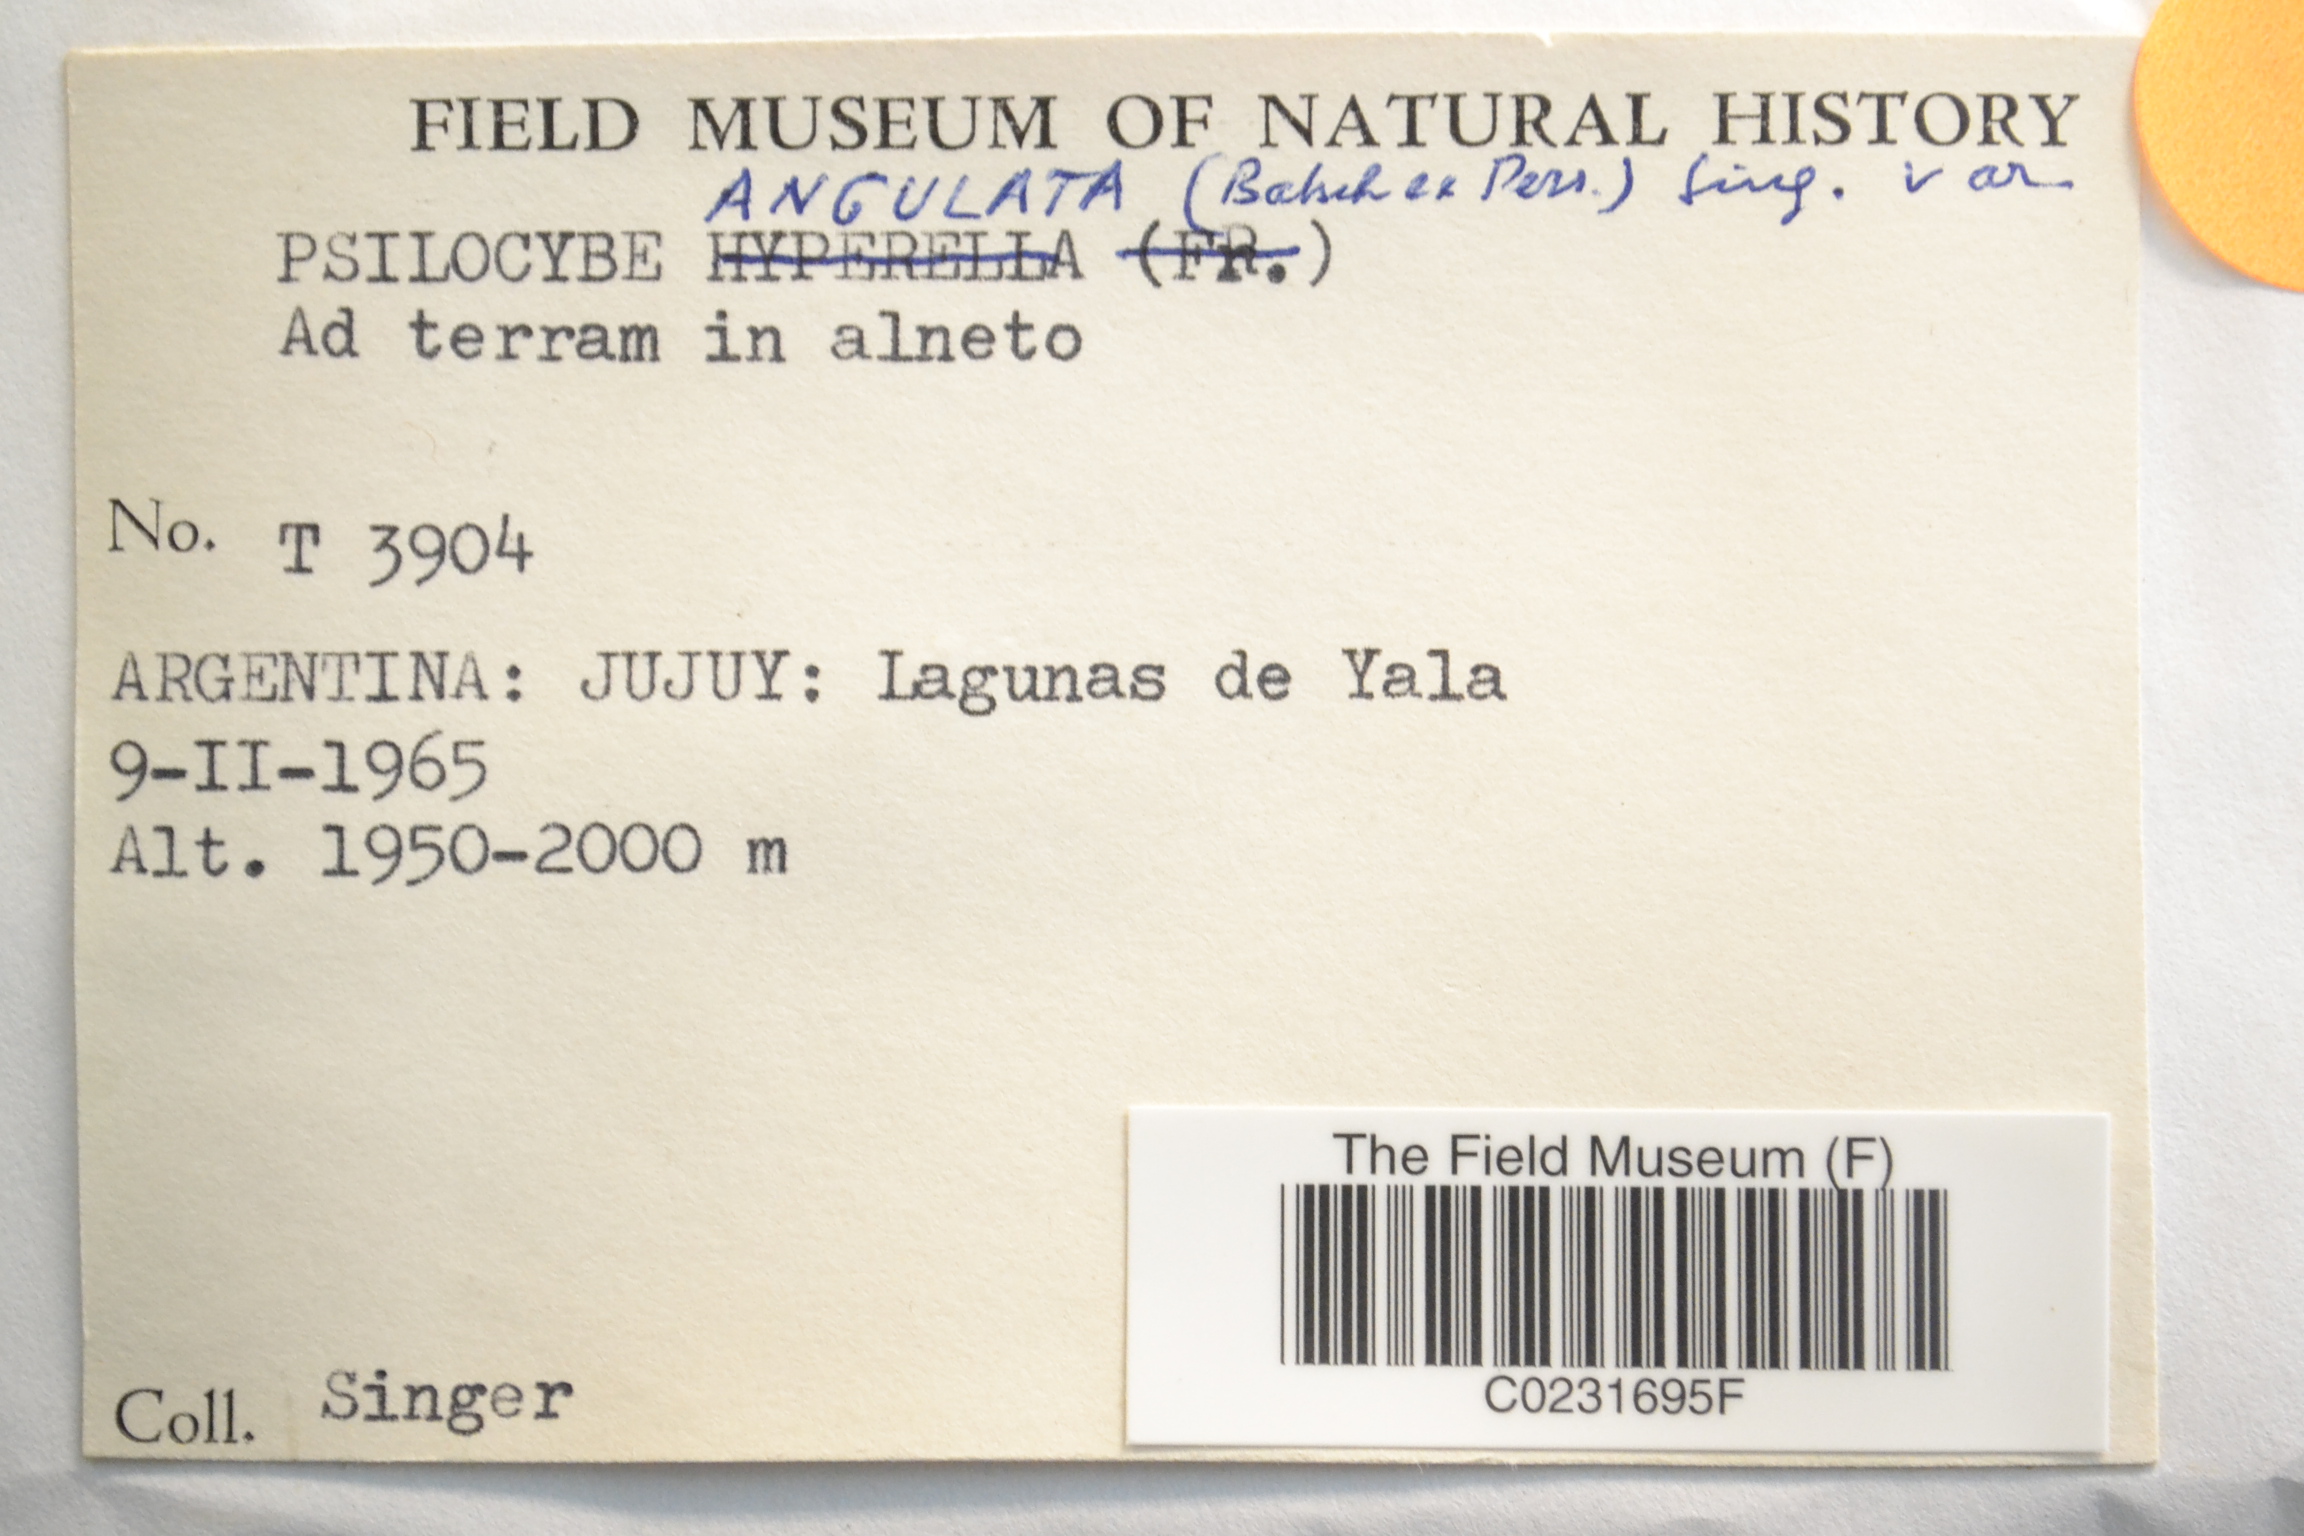 FIELD MUSEUM OF NATURAL HISTORY
ANGULATA (Batsch ex Pers.) Sing. var
PSILOCYBE HYPERELLA (FR.)
Ad terram in alneto
No. T 3904
ARGENTINA: JUJUY: Lagunas de Yala
9-II-1965
Alt. 1950-2000 m
Coll. Singer
The Field Museum (F)
C0231695F